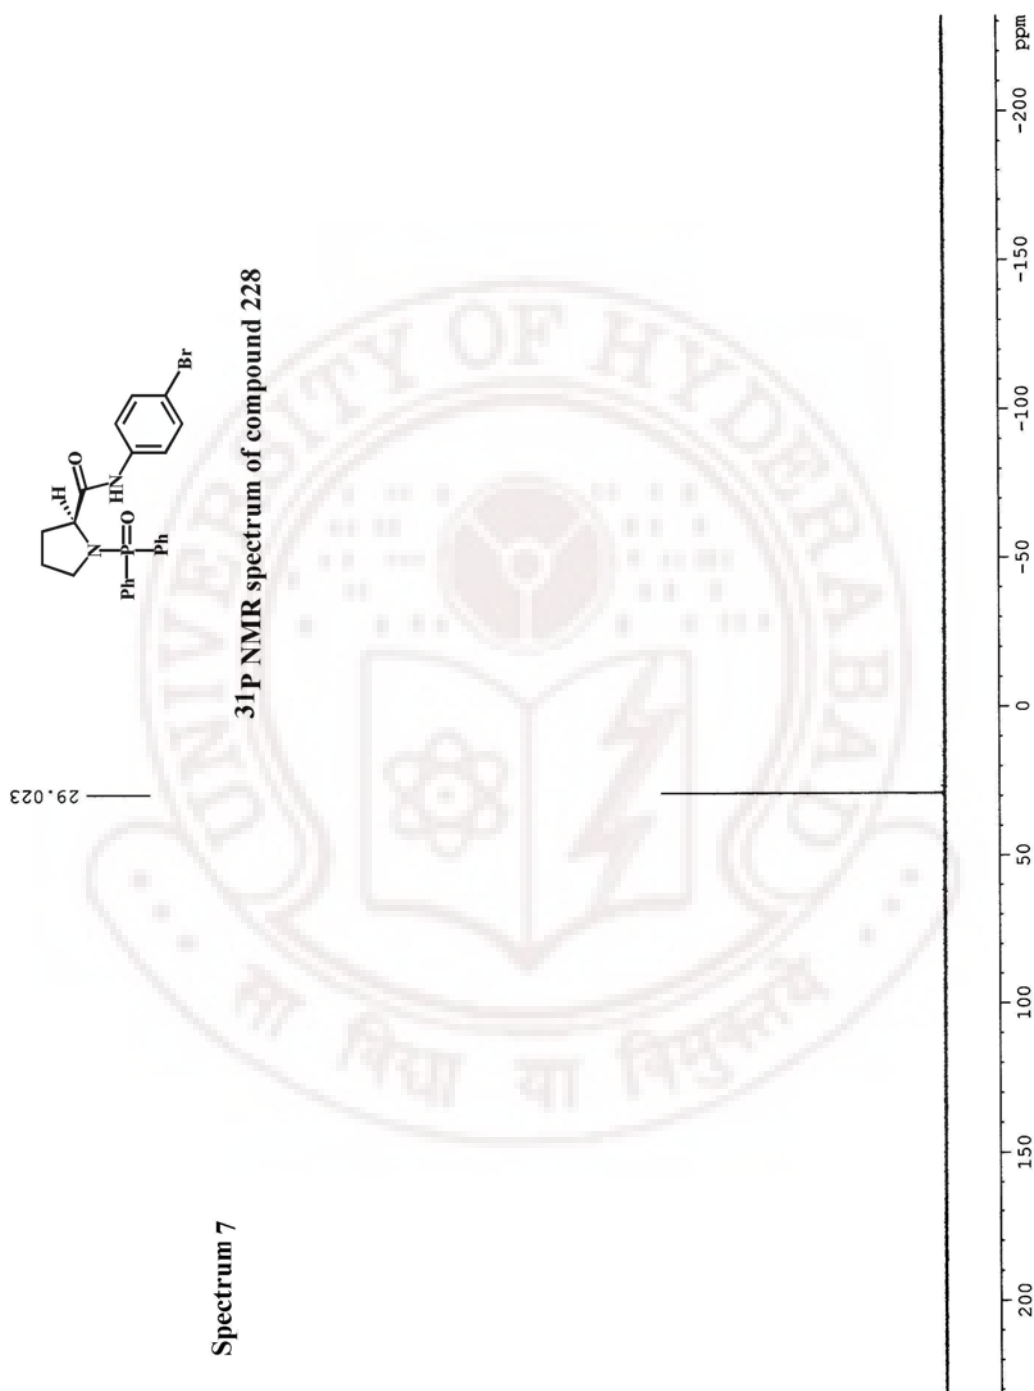 Spectrum 7
29.023
H
O
HN
N
Br
Ph
P
O
Ph
31P NMR spectrum of compound 228
200 150 100 50 0 -50 -100 -150 -200 ppm
UNIVERSITY OF HYDERABAD
सा विद्या या विमुक्तये